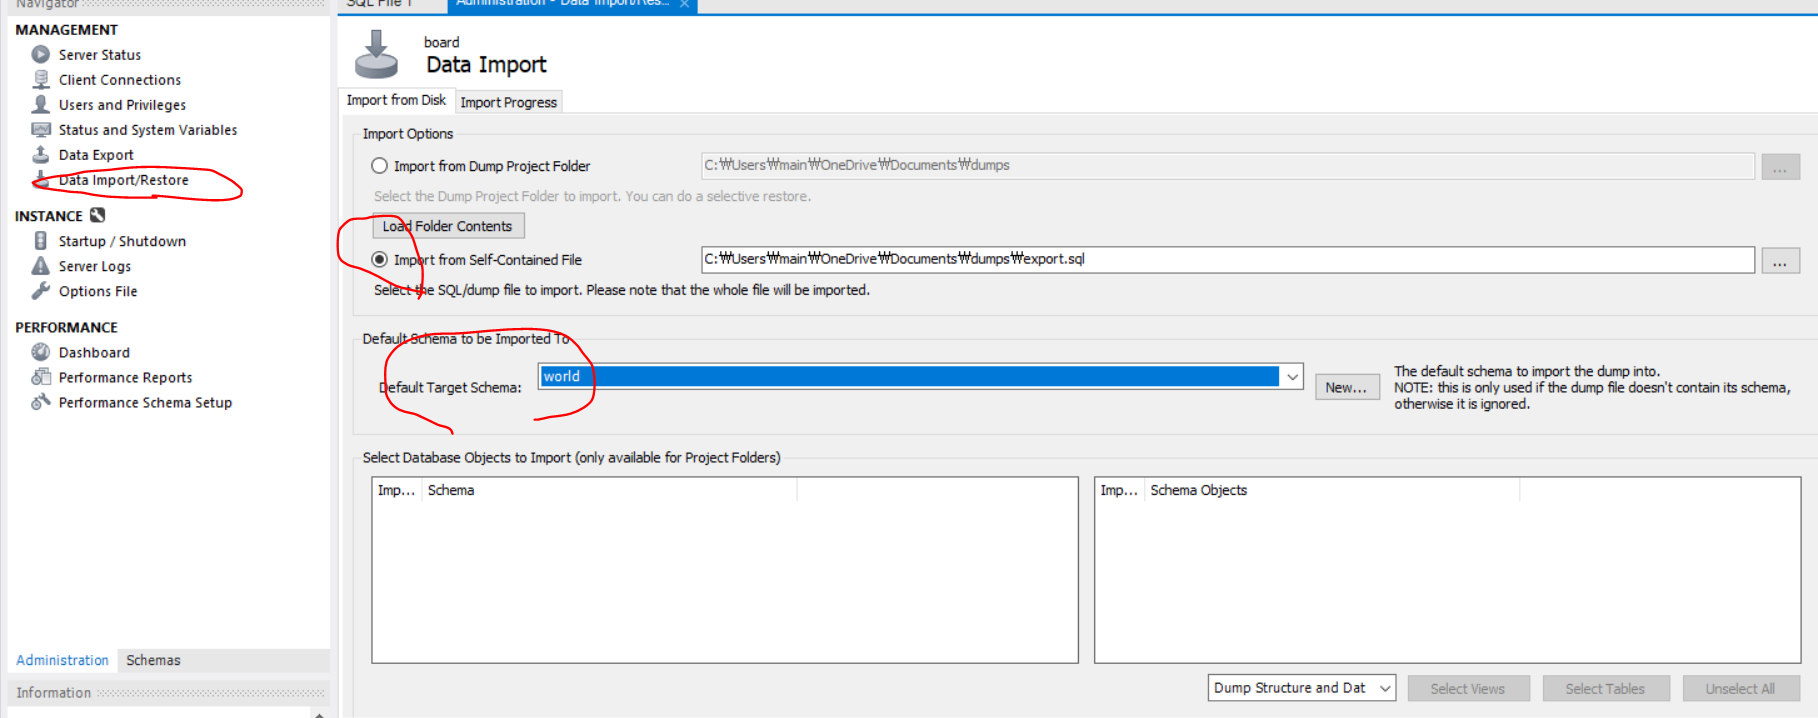 Navigator
MANAGEMENT
Server Status
Client Connections
Users and Privileges
Status and System Variables
Data Export
Data Import/Restore
INSTANCE
Startup / Shutdown
Server Logs
Options File
PERFORMANCE
Dashboard
Performance Reports
Performance Schema Setup
Administration Schemas
Information
SQL File 1
Administration - Data Import/Res...
board
Data Import
Import from Disk Import Progress
Import Options
Import from Dump Project Folder C:₩Users₩main₩OneDrive₩Documents₩dumps ...
Select the Dump Project Folder to import. You can do a selective restore.
Load Folder Contents
Import from Self-Contained File C:₩Users₩main₩OneDrive₩Documents₩dumps₩export.sql ...
Select the SQL/dump file to import. Please note that the whole file will be imported.
Default Schema to be Imported To
Default Target Schema: world New...
The default schema to import the dump into.
NOTE: this is only used if the dump file doesn't contain its schema,
otherwise it is ignored.
Select Database Objects to Import (only available for Project Folders)
Imp... Schema
Imp... Schema Objects
Dump Structure and Dat Select Views Select Tables Unselect All